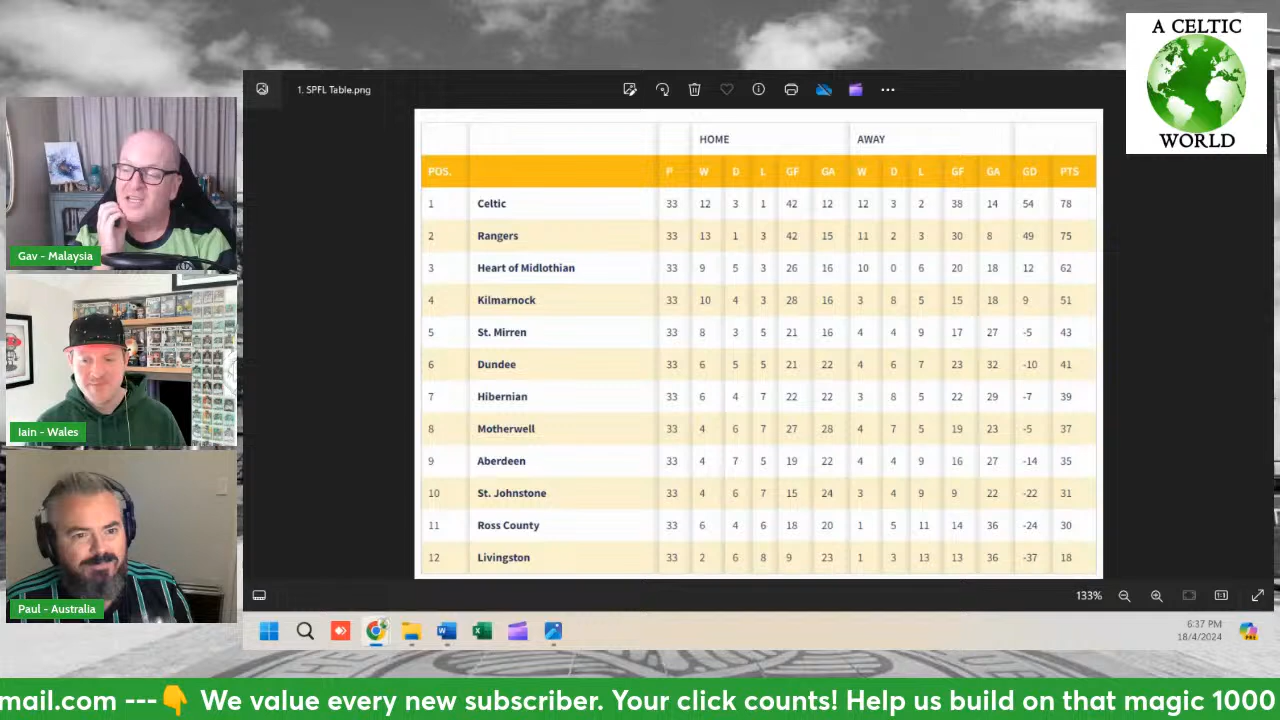 A CELTIC
WORLD
1. SPFL Table.png
HOME AWAY
POS. P W D L GF GA W D L GF GA GD PTS
1 Celtic 33 12 3 1 42 12 12 3 2 38 14 54 78
2 Rangers 33 13 1 3 42 15 11 2 3 30 8 49 75
3 Heart of Midlothian 33 9 5 3 26 16 10 0 6 20 18 12 62
4 Kilmarnock 33 10 4 3 28 16 3 8 5 15 18 9 51
5 St. Mirren 33 8 3 5 21 16 4 4 9 17 27 -5 43
6 Dundee 33 6 5 5 21 22 4 6 7 23 32 -10 41
7 Hibernian 33 6 4 7 22 22 3 8 5 22 29 -7 39
8 Motherwell 33 4 6 7 27 28 4 7 5 19 23 -5 37
9 Aberdeen 33 4 7 5 19 22 4 4 9 16 27 -14 35
10 St. Johnstone 33 4 6 7 15 24 3 4 9 9 22 -22 31
11 Ross County 33 6 4 6 18 20 1 5 11 14 36 -24 30
12 Livingston 33 2 6 8 9 23 1 3 13 13 36 -37 18
Gav - Malaysia
Iain - Wales
Paul - Australia
133%
6:37 PM
18/4/2024
mail.com ---👇 We value every new subscriber. Your click counts! Help us build on that magic 1000